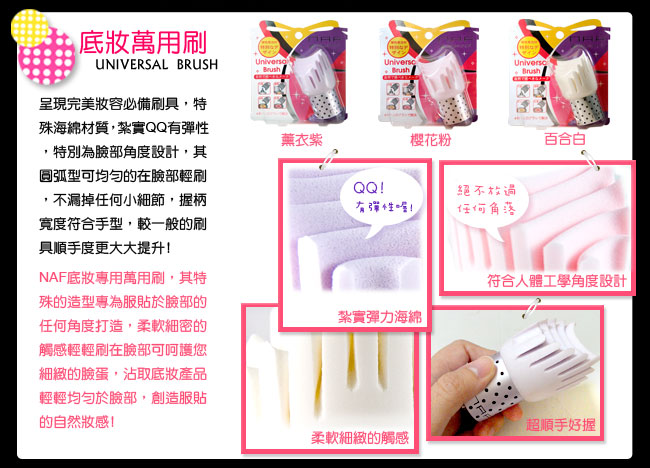 底妝萬用刷
UNIVERSAL BRUSH
呈現完美妝容必備刷具，特
殊海綿材質，紮實QQ有彈性
，特別為臉部角度設計，其
圓弧型可均勻的在臉部輕刷
，不漏掉任何小細節，握柄
寬度符合手型，較一般的刷
具順手度更大大提升!
NAF底妝專用萬用刷，其特
殊的造型專為服貼於臉部的
任何角度打造，柔軟細密的
觸感輕輕刷在臉部可呵護您
細緻的臉蛋，沾取底妝產品
輕輕均勻於臉部，創造服貼
的自然妝感!
Universal
Brush
薰衣紫
Universal
Brush
櫻花粉
Universal
Brush
百合白
QQ!
有彈性喔!
紮實彈力海綿
絕不放過
任何角落
符合人體工學角度設計
柔軟細緻的觸感
超順手好握